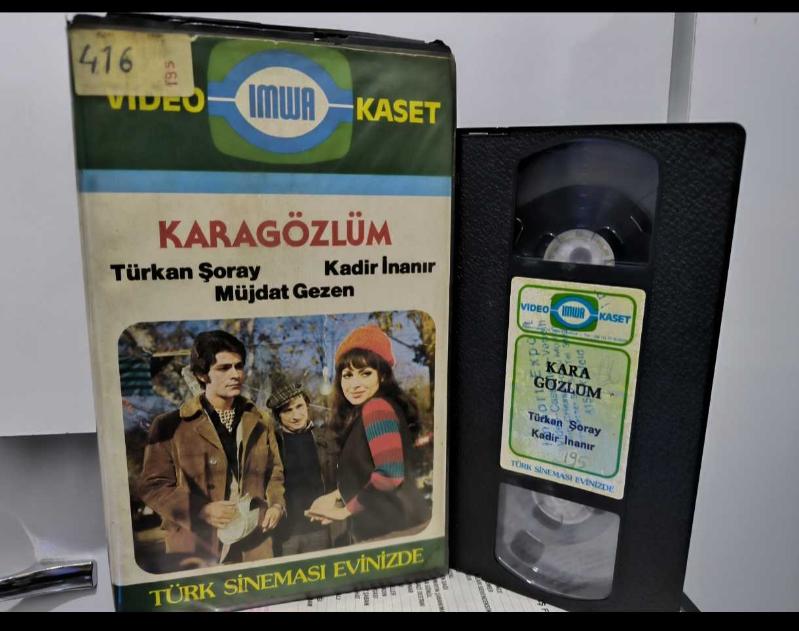 416
195
VIDEO IMWA KASET
KARAGÖZLÜM
Türkan Şoray Kadir İnanır
Müjdat Gezen
TÜRK SİNEMASI EVİNİZDE
VIDEO IMWA KASET
KARA
GÖZLÜM
Türkan Şoray
Kadir İnanır
195
TÜRK SİNEMASI EVİNİZDE